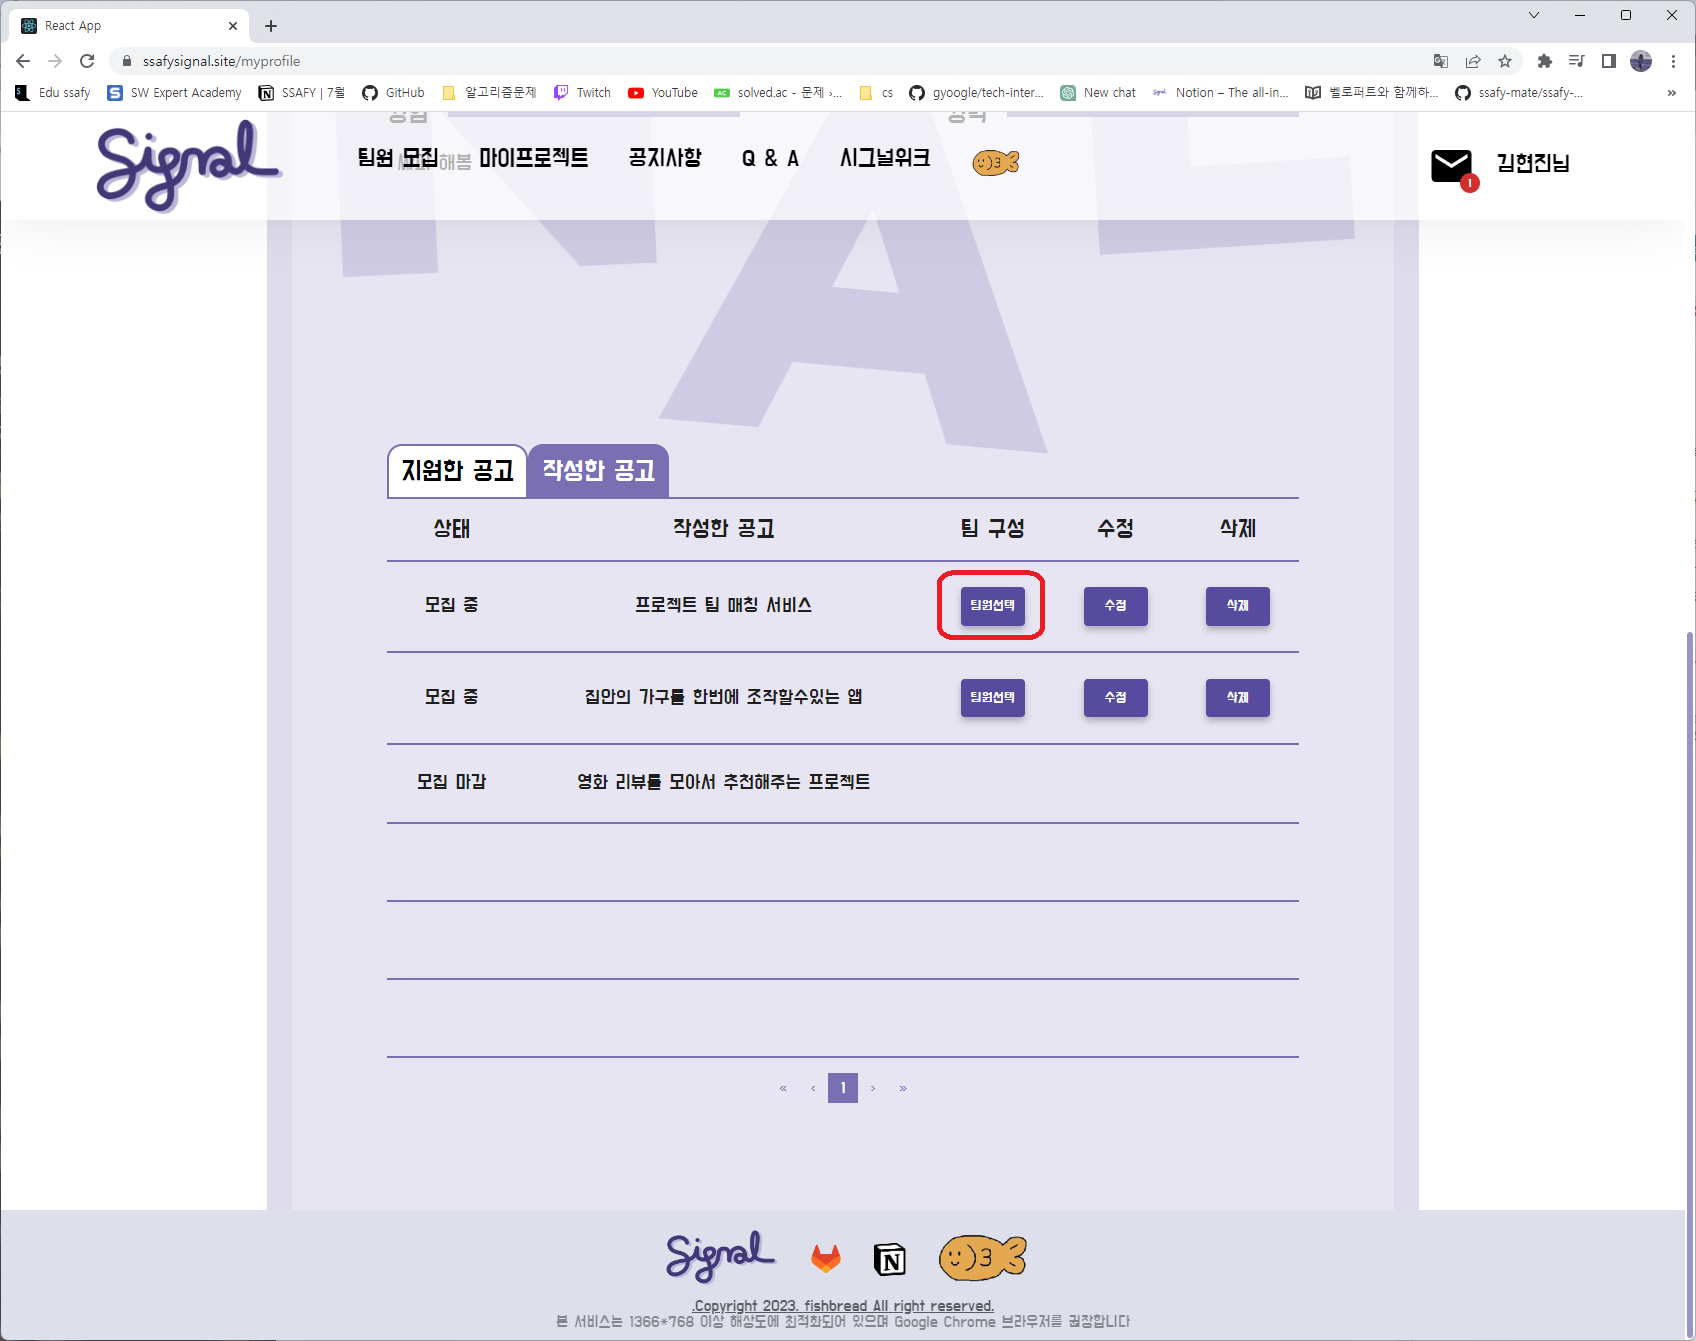 React App
ssafysignal.site/myprofile
Edu ssafy SW Expert Academy SSAFY | 7월 GitHub 알고리즘문제 Twitch YouTube solved.ac - 문제 ›... cs gyoogle/tech-inter... New chat Notion – The all-in... 벨로퍼트와 함께하... ssafy-mate/ssafy-... »
Signal
팀원 모집 마이프로젝트 공지사항 Q & A 시그널위크
해봄
1
김현진님
지원한 공고 작성한 공고
상태 작성한 공고 팀 구성 수정 삭제
모집 중 프로젝트 팀 매칭 서비스 팀원선택 수정 삭제
모집 중 집안의 가구를 한번에 조작할수있는 앱 팀원선택 수정 삭제
모집 마감 영화 리뷰를 모아서 추천해주는 프로젝트
« ‹ 1 › »
Signal
.Copyright 2023. fishbread All right reserved.
본 서비스는 1366*768 이상 해상도에 최적화되어 있으며 Google Chrome 브라우저를 권장합니다